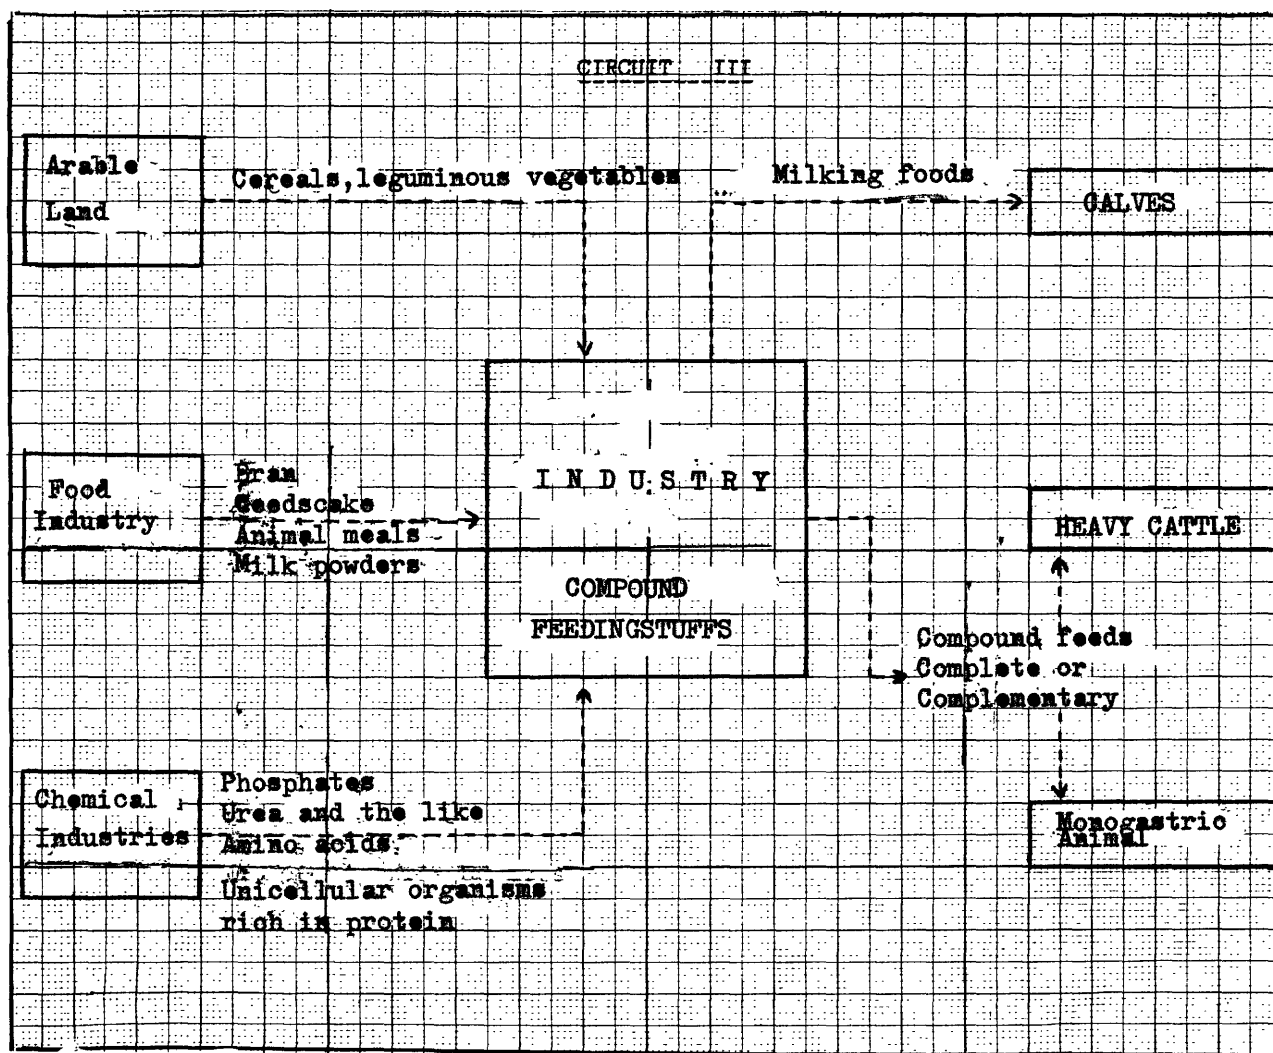 CIRCUIT III
Arable
Land
Cereals, leguminous vegetables
Milking foods
CALVES
Food
Industry
Bran
Seedscake
Animal meals
Milk powders
I N D U S T R Y
COMPOUND
FEEDINGSTUFFS
HEAVY CATTLE
Compound feeds
Complete or
Complementary
Chemical
Industries
Phosphates
Urea and the like
Amino acids
Unicellular organisms
rich in protein
Monogastric
Animal